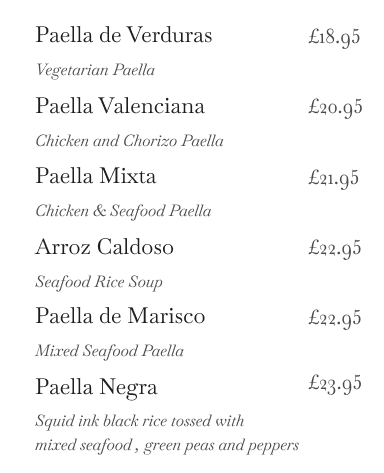 Paella de Verduras £18.95
Vegetarian Paella
Paella Valenciana £20.95
Chicken and Chorizo Paella
Paella Mixta £21.95
Chicken & Seafood Paella
Arroz Caldoso £22.95
Seafood Rice Soup
Paella de Marisco £22.95
Mixed Seafood Paella
Paella Negra £23.95
Squid ink black rice tossed with
mixed seafood , green peas and peppers